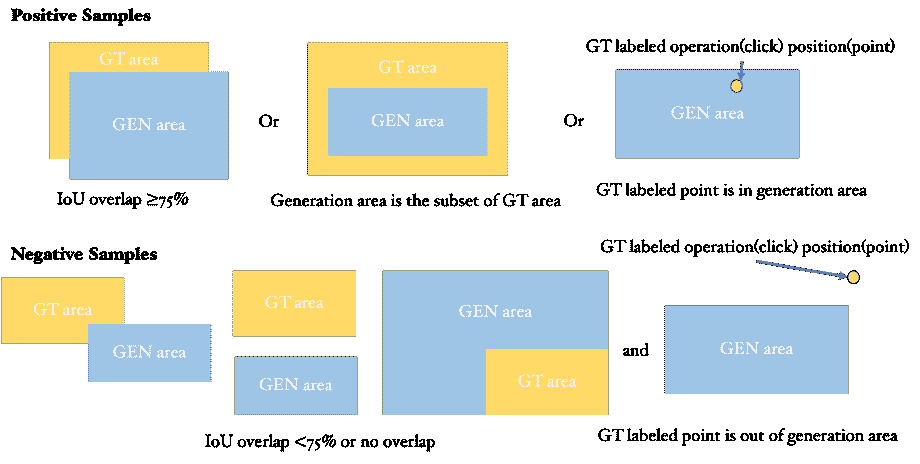 Positive Samples
GT labeled operation(click) position(point)
GT area
GT area
GEN area
GEN area
GEN area
Or
Or
IoU overlap ≥75%
Generation area is the subset of GT area
GT labeled point is in generation area
Negative Samples
GT labeled operation(click) position(point)
GT area
GT area
GEN area
GEN area
GEN area
GT area
and
GEN area
IoU overlap <75% or no overlap
GT labeled point is out of generation area